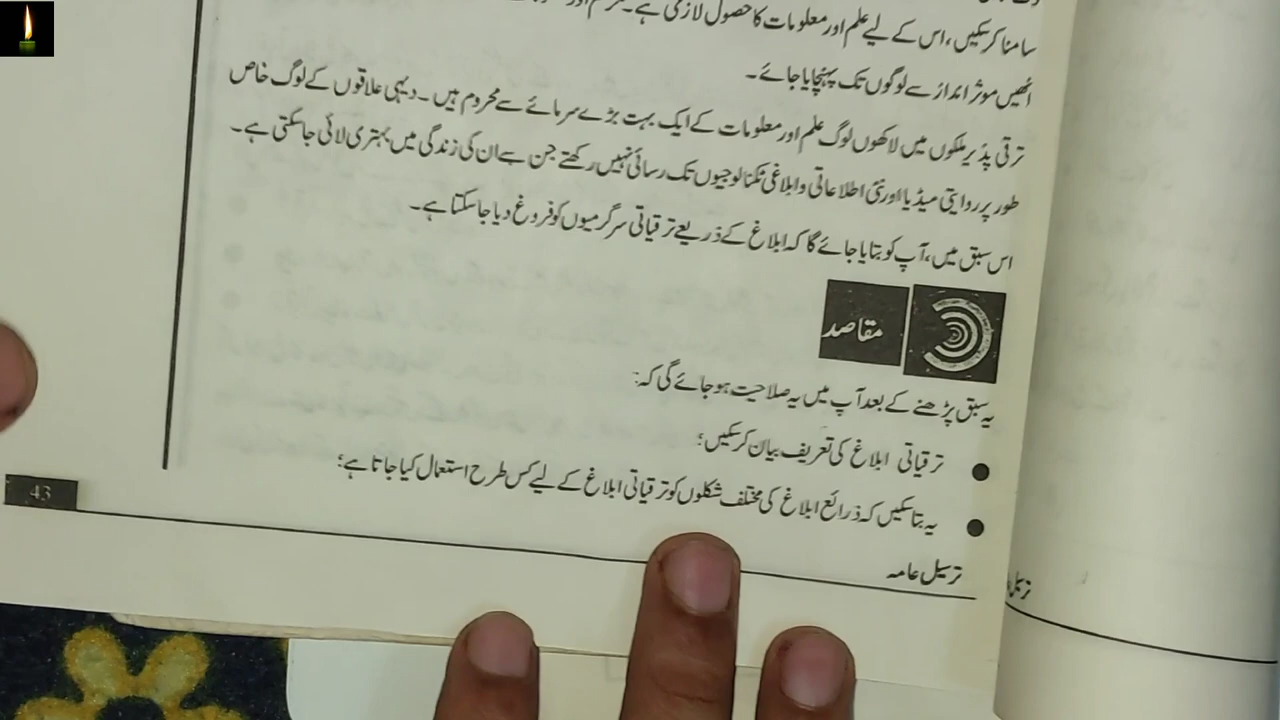 سامنا کرسکیں، اس کے لیے علم اور معلومات کا حصول لازمی ہے۔
انھیں موثر انداز سے لوگوں تک پہنچایا جائے۔
ترقی پذیر ملکوں میں لاکھوں لوگ علم اور معلومات کے ایک بہت بڑے سرمائے سے محروم ہیں۔ دیہی علاقوں کے لوگ خاص
طور پر روایتی میڈیا اور نئی اطلاعاتی و ابلاغی ٹکنالوجیوں تک رسائی نہیں رکھتے جن سے ان کی زندگی میں بہتری لائی جاسکتی ہے۔
اس سبق میں، آپ کو بتایا جائے گا کہ ابلاغ کے ذریعے ترقیاتی سرگرمیوں کو فروغ دیا جاسکتا ہے۔
مقاصد
یہ سبق پڑھنے کے بعد آپ میں یہ صلاحیت ہوجائے گی کہ:
● ترقیاتی ابلاغ کی تعریف بیان کرسکیں؛
● یہ بتاسکیں کہ ذرائع ابلاغ کی مختلف شکلوں کو ترقیاتی ابلاغ کے لیے کس طرح استعمال کیا جاتا ہے؛
ترسیل عامہ
43